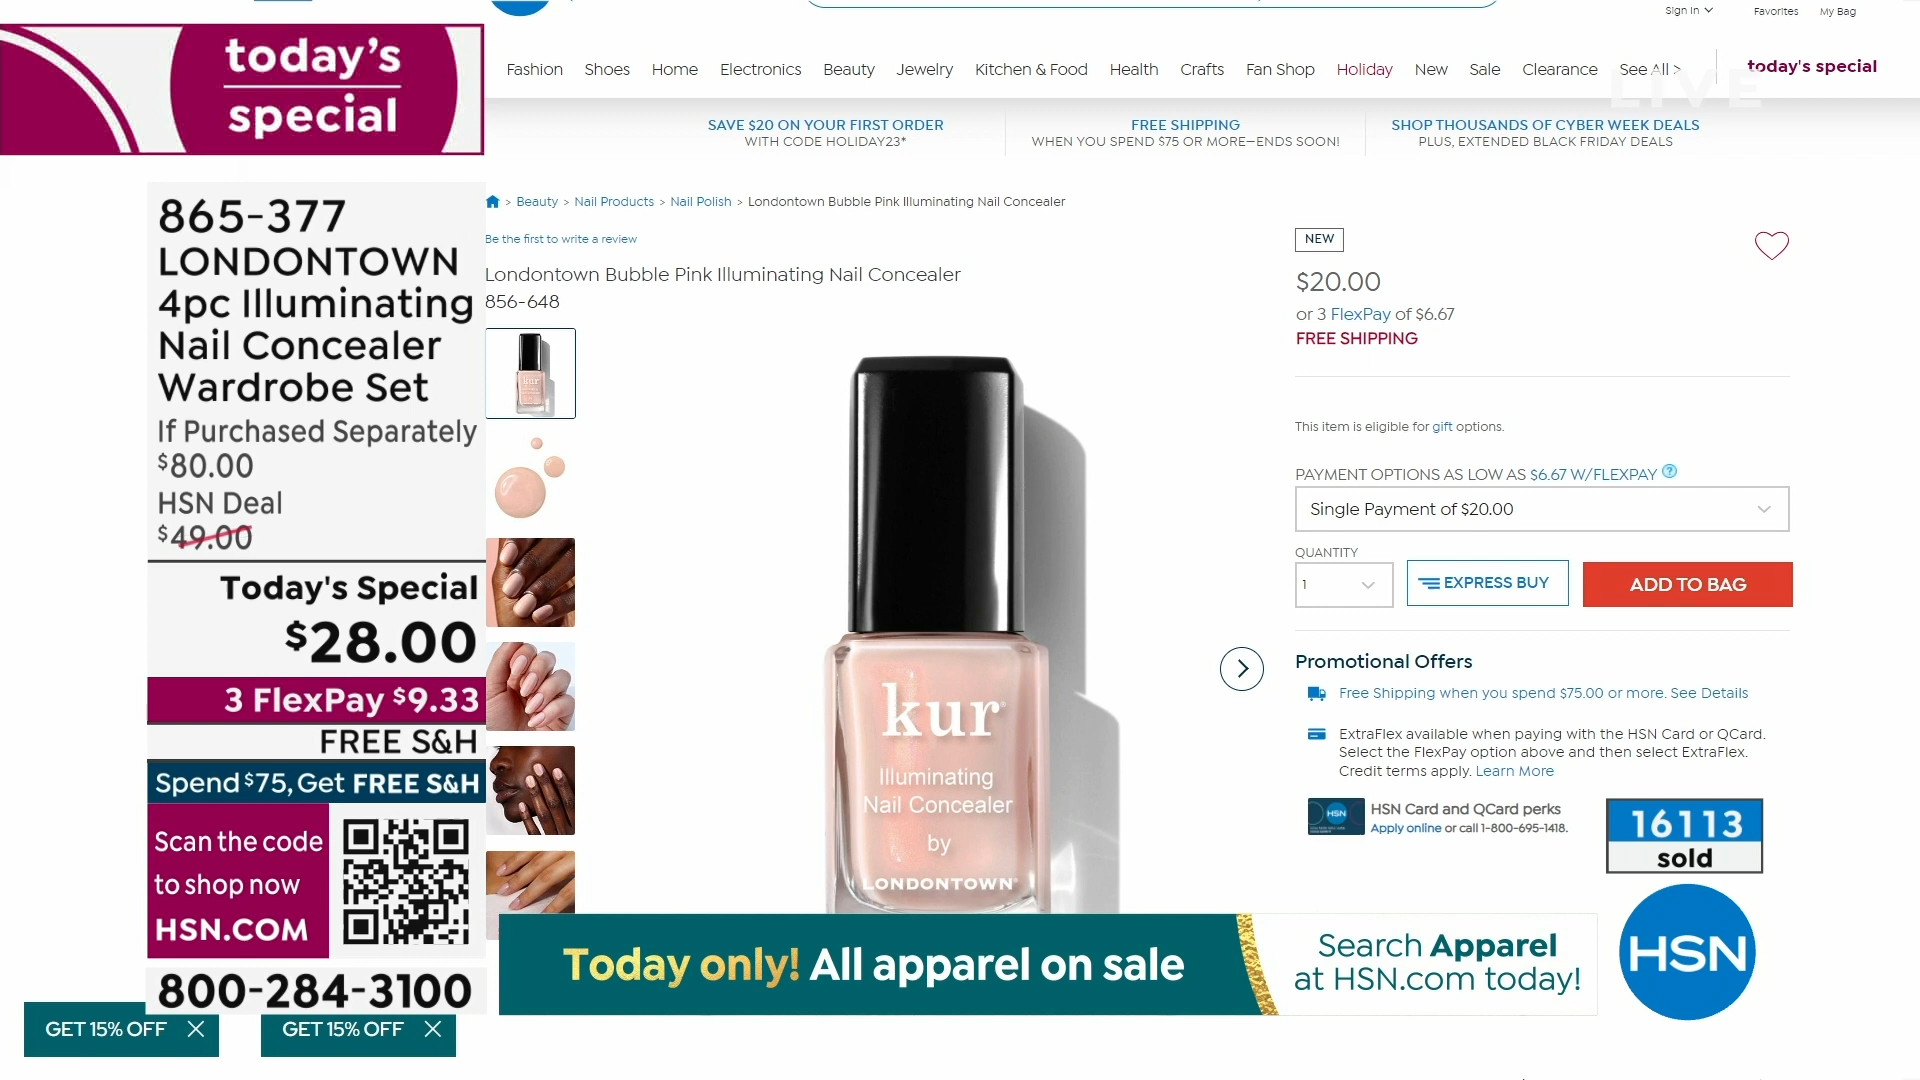 Sign In
Favorites
My Bag
today's
special
Fashion
Shoes
Home
Electronics
Beauty
Jewelry
Kitchen & Food
Health
Crafts
Fan Shop
Holiday
New
Sale
Clearance
See All >
today's special
LIVE
SAVE $20 ON YOUR FIRST ORDER
WITH CODE HOLIDAY23*
FREE SHIPPING
WHEN YOU SPEND $75 OR MORE—ENDS SOON!
SHOP THOUSANDS OF CYBER WEEK DEALS
PLUS, EXTENDED BLACK FRIDAY DEALS
865-377
LONDONTOWN
4pc Illuminating
Nail Concealer
Wardrobe Set
If Purchased Separately
$80.00
HSN Deal
$49.00
Today's Special
$28.00
3 FlexPay $9.33
FREE S&H
Spend $75, Get FREE S&H
Scan the code
to shop now
HSN.COM
800-284-3100
GET 15% OFF
GET 15% OFF
> Beauty > Nail Products > Nail Polish > Londontown Bubble Pink Illuminating Nail Concealer
Be the first to write a review
Londontown Bubble Pink Illuminating Nail Concealer
856-648
kur
Illuminating
Nail Concealer
by
LONDONTOWN
NEW
$20.00
or 3 FlexPay of $6.67
FREE SHIPPING
This item is eligible for gift options.
PAYMENT OPTIONS AS LOW AS $6.67 W/FLEXPAY ?
Single Payment of $20.00
QUANTITY
1
EXPRESS BUY
ADD TO BAG
Promotional Offers
Free Shipping when you spend $75.00 or more. See Details
ExtraFlex available when paying with the HSN Card or QCard.
Select the FlexPay option above and then select ExtraFlex.
Credit terms apply. Learn More
HSN
HSN Card and QCard perks
Apply online or call 1-800-695-1418.
16113
sold
Today only! All apparel on sale
Search Apparel
at HSN.com today!
HSN